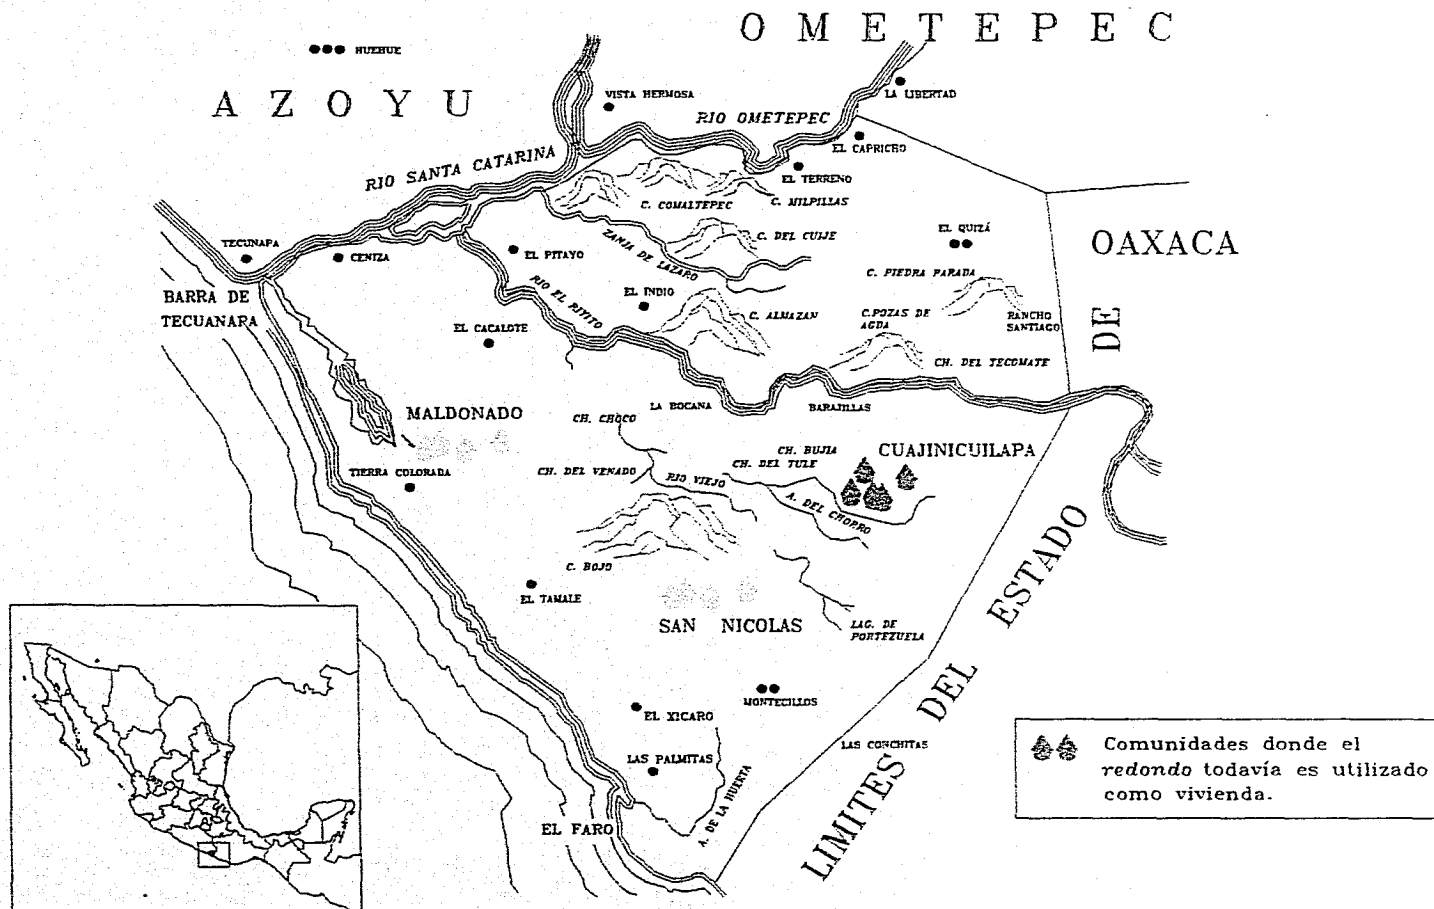 OMETEPEC
HUEHUE
AZOYU
VISTA HERMOSA
LA LIBERTAD
RIO OMETEPEC
EL CAPRICHO
RIO SANTA CATARINA
EL TERRENO
C. COMALTEPEC
C. MILPILLAS
TECUNAPA
CENIZA
EL PITAYO
ZANJA DE LAZARO
C. DEL CUIJE
EL QUIZÁ
OAXACA
C. PIEDRA PARADA
BARRA DE
TECUANAPA
RIO EL RIYITO
EL INDIO
C. ALMAZAN
C.POZAS DE
AGUA
RANCHO
SANTIAGO
DE
EL CACALOTE
CH. DEL TECOMATE
MALDONADO
LA BOCANA
BARAJILLAS
CH. CHOCO
CH. BUJIA
CUAJINICUILAPA
TIERRA COLORADA
CH. DEL VENADO
CH. DEL TULE
RIO VIEJO
A. DEL CHORRO
C. BOJO
EL TAMALE
SAN NICOLAS
LAG. DE
PORTEZUELA
ESTADO
DEL
LIMITES
MONTECILLOS
EL XICARO
LAS CONCHITAS
LAS PALMITAS
A. DE LA HUERTA
EL FARO
Comunidades donde el
redondo todavía es utilizado
como vivienda.